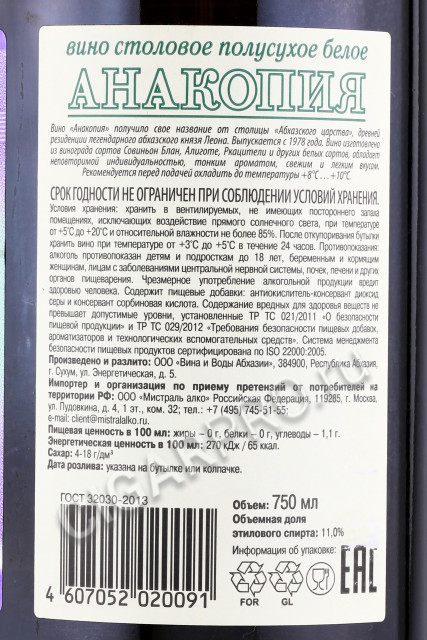 вино столовое полусухое белое
АНАКОПИЯ
Вино «Анакопия» получило свое название от столицы «Абхазского царства», древней
резиденции легендарного абхазского князя Леона. Выпускается с 1978 года. Вино изготовлено
из винограда сортов Совиньон Блан, Алиготе, Ркацители и других белых сортов, обладает
неповторимой индивидуальностью, тонким ароматом, свежим и легким вкусом.
Рекомендуется перед подачей охладить до температуры +8°С ...+10°С.
СРОК ГОДНОСТИ НЕ ОГРАНИЧЕН ПРИ СОБЛЮДЕНИИ УСЛОВИЙ ХРАНЕНИЯ.
Условия хранения: хранить в вентилируемых, не имеющих постороннего запаха
помещениях, исключающих воздействие прямого солнечного света, при температуре
от +5°С до +20°С и относительной влажности не более 85%. После откупоривания бутылки
хранить вино при температуре от +3°С до +5°С в течение 24 часов. Противопоказания:
алкоголь противопоказан детям и подросткам до 18 лет, беременным и кормящим
женщинам, лицам с заболеваниями центральной нервной системы, почек, печени и других
органов пищеварения. Чрезмерное употребление алкогольной продукции вредит
здоровью человека. Содержит пищевые добавки: антиокислитель-консервант диоксид
серы и консервант сорбиновая кислота. Содержание вредных для здоровья веществ не
превышает допустимые уровни, установленные ТР ТС 021/2011 «О безопасности
пищевой продукции» и ТР ТС 029/2012 «Требования безопасности пищевых добавок,
ароматизаторов и технологических вспомогательных средств». Система менеджмента
безопасности пищевых продуктов сертифицирована по ISO 22000:2005.
Произведено и разлито: ООО «Вина и Воды Абхазии», 384900, Республика Абхазия,
г. Сухум, ул. Энергетическая, д. 5.
Импортер и организация по приему претензий от потребителей на
территории РФ: ООО «Мистраль алко» Российская Федерация, 119285, г. Москва,
ул. Пудовкина, д. 4, 1 эт., ком. 32; тел.: +7 (495) 745-51-55;
e-mail: client@mistralalko.ru.
Пищевая ценность в 100 мл: жиры – 0 г, белки – 0 г, углеводы – 1,1 г.
Энергетическая ценность в 100 мл: 270 кДж / 65 ккал.
Сахар: 4-18 г/дм³
Дата розлива: указана на бутылке или колпачке.
ГОСТ 32030-2013
Объем: 750 мл
Объемная доля
этилового спирта: 11,0%
Информация об упаковке:
FOR GL
EAC
4 607052 020091
CIGARPRO.RU